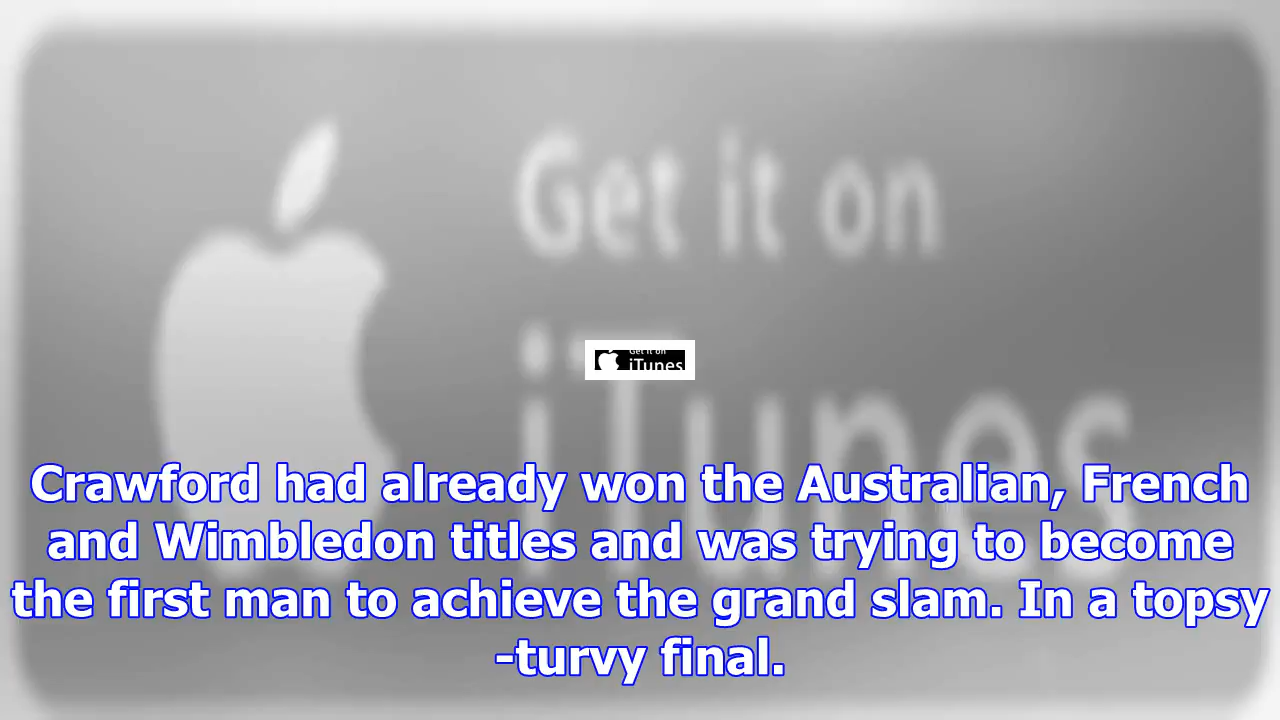 Get it on
iTunes
Get it on
iTunes
Crawford had already won the Australian, French
and Wimbledon titles and was trying to become
the first man to achieve the grand slam. In a topsy
-turvy final.